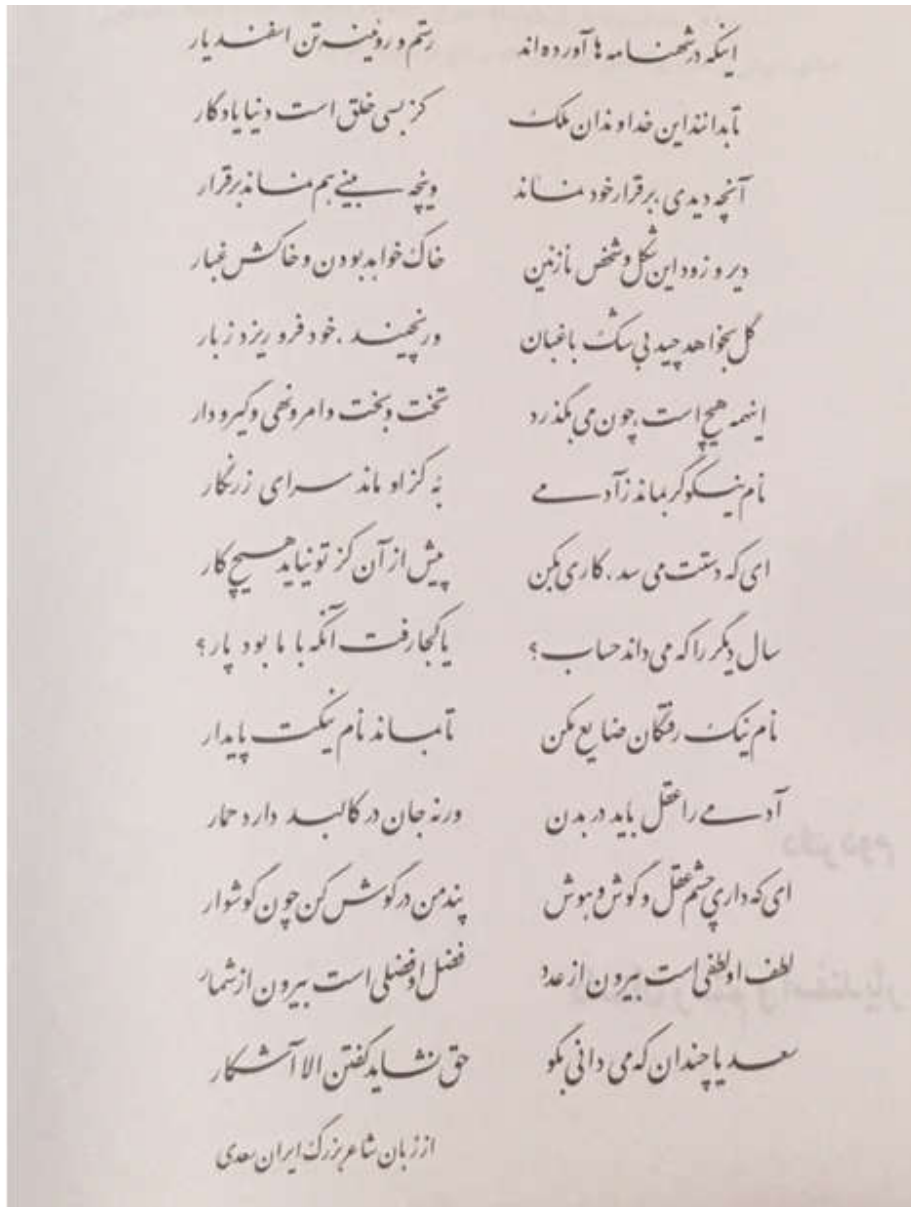 اینکه در شهنامه ها آورده اند رستم و روئینه تن اسفندیار
تا بدانند این خداوندان ملک کز بسی خلق است دنیا یادگار
آنچه دیدی، برقرار خود نماند وینچه بینی هم نماند برقرار
دیر و زود این شکل و شخص نازنین خاک خواهد بودن و خاکش غبار
گل بخواهد چید بی شک باغبان ور نچیند، خود فرو ریزد ز بار
اینهمه هیچ است، چون می بگذرد تخت و بخت و امر و نهی و گیر و دار
نام نیکو گر بماند ز آدمی به کز او ماند سرای زرنگار
ای که دستت می سد، کاری بکن پیش از آن کز تو نیاید هیچ کار
سال دیگر را که می داند حساب؟ یا کجا رفت آنگه با ما بود پار؟
نام نیک رفتگان ضایع مکن تا بماند نام نیکت پایدار
آدمی را عقل باید در بدن ورنه جان در کالبد دارد حمار
ای که داری چشم عقل و گوش و هوش پند من در گوش کن چون گوشوار
لطف او لطفی است بیرون از عدد فضل او فضلی است بیرون از شمار
سعدیا چندان که می دانی بگو حق نشاید گفتن الا آشکار
از زبان شاعر بزرگ ایران سعدی